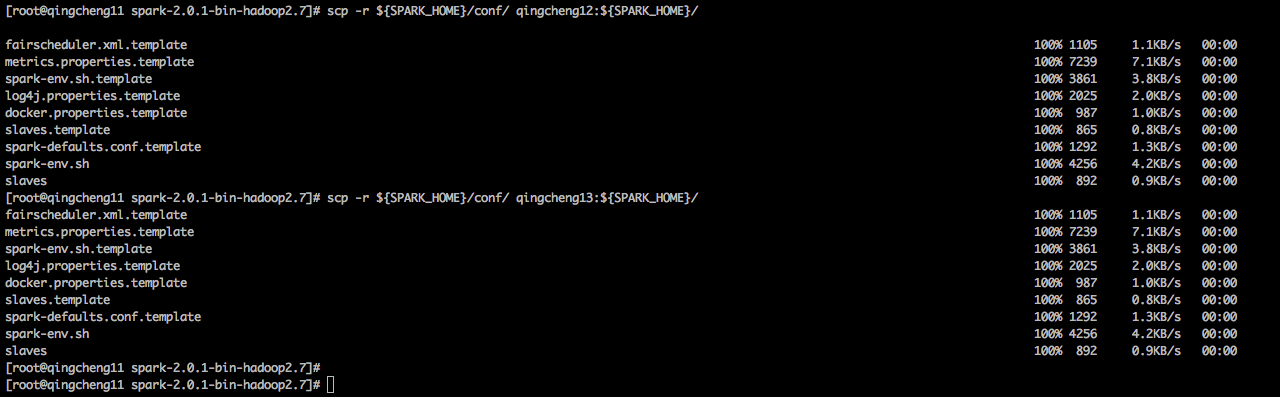 [root@qingcheng11 spark-2.0.1-bin-hadoop2.7]# scp -r ${SPARK_HOME}/conf/ qingcheng12:${SPARK_HOME}/
fairscheduler.xml.template 100% 1105 1.1KB/s 00:00
metrics.properties.template 100% 7239 7.1KB/s 00:00
spark-env.sh.template 100% 3861 3.8KB/s 00:00
log4j.properties.template 100% 2025 2.0KB/s 00:00
docker.properties.template 100% 987 1.0KB/s 00:00
slaves.template 100% 865 0.8KB/s 00:00
spark-defaults.conf.template 100% 1292 1.3KB/s 00:00
spark-env.sh 100% 4256 4.2KB/s 00:00
slaves 100% 892 0.9KB/s 00:00
[root@qingcheng11 spark-2.0.1-bin-hadoop2.7]# scp -r ${SPARK_HOME}/conf/ qingcheng13:${SPARK_HOME}/
fairscheduler.xml.template 100% 1105 1.1KB/s 00:00
metrics.properties.template 100% 7239 7.1KB/s 00:00
spark-env.sh.template 100% 3861 3.8KB/s 00:00
log4j.properties.template 100% 2025 2.0KB/s 00:00
docker.properties.template 100% 987 1.0KB/s 00:00
slaves.template 100% 865 0.8KB/s 00:00
spark-defaults.conf.template 100% 1292 1.3KB/s 00:00
spark-env.sh 100% 4256 4.2KB/s 00:00
slaves 100% 892 0.9KB/s 00:00
[root@qingcheng11 spark-2.0.1-bin-hadoop2.7]#
[root@qingcheng11 spark-2.0.1-bin-hadoop2.7]#